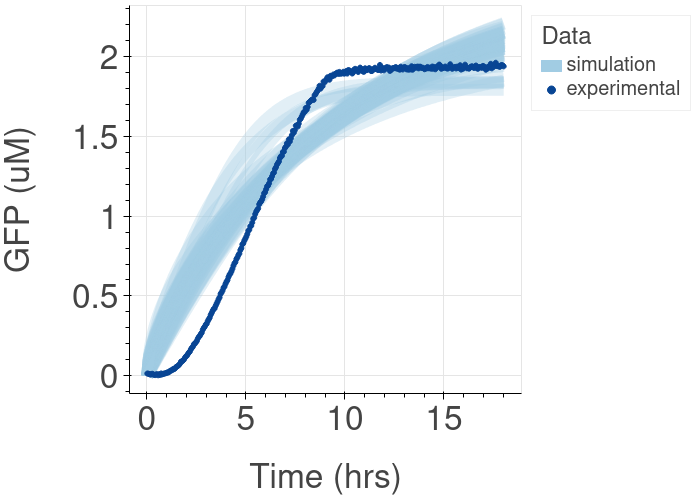 GFP (uM)
2
1.5
1
0.5
0
0 5 10 15
Time (hrs)
Data
simulation
experimental